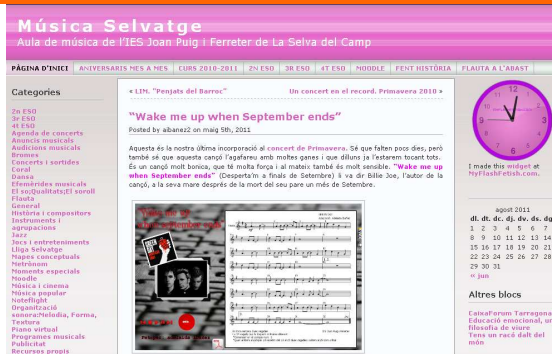 Música Selvatge
Aula de música de l'IES Joan Puig i Ferreter de La Selva del Camp
PÀGINA D'INICI ANIVERSARIS MES A MES CURS 2010-2011 2N ESO 3R ESO 4T ESO MOODLE FENT HISTÒRIA FLAUTA A L'ABAST
Categories
2n ESO
3r ESO
4t ESO
Agenda de concerts
Anuncis musicals
Audicions musicals
Bromes
Concerts i sortides
Coral
Dansa
Efemèrides musicals
El so;Qualitats;El soroll
Flauta
General
Història i compositors
Instruments i
agrupacions
Jazz
Jocs i entreteniments
Lliga Selvatge
Mapes conceptuals
Metrònom
Moments especials
Moodle
Música i cinema
Música popular
Noteflight
Organització
sonora:Melodia, Forma,
Textura
Piano virtual
Programes musicals
Publicitat
Recursos propis
« LIM. "Penjats del Barroc"
Un concert en el record. Primavera 2010 »
"Wake me up when September ends"
Posted by aibanez2 on maig 5th, 2011
Aquesta és la nostra última incorporació al concert de Primavera. Sé que falten pocs dies, però
també sé que aquesta cançó l'agafareu amb moltes ganes i que dilluns ja l'estarem tocant tots.
És un cançó molt bonica, que té molta força i al mateix també és molt sensible. "Wake me up
when September ends" (Desperta'm a finals de Setembre) li va dir Billie Joe, l'autor de la
cançó, a la seva mare després de la mort del seu pare un mes de Setembre.
"Wake me up
when september ends"
12
3
6
9
I made this widget at
MyFlashFetish.com.
agost 2011
dl. dt. dc. dj. dv. ds. dg.
1 2 3 4 5 6 7
8 9 10 11 12 13 14
15 16 17 18 19 20 21
22 23 24 25 26 27 28
29 30 31
« jun
Altres blocs
CaixaForum Tarragona
Educació emocional, una
filosofia de viure
Tens un racó dalt del
món